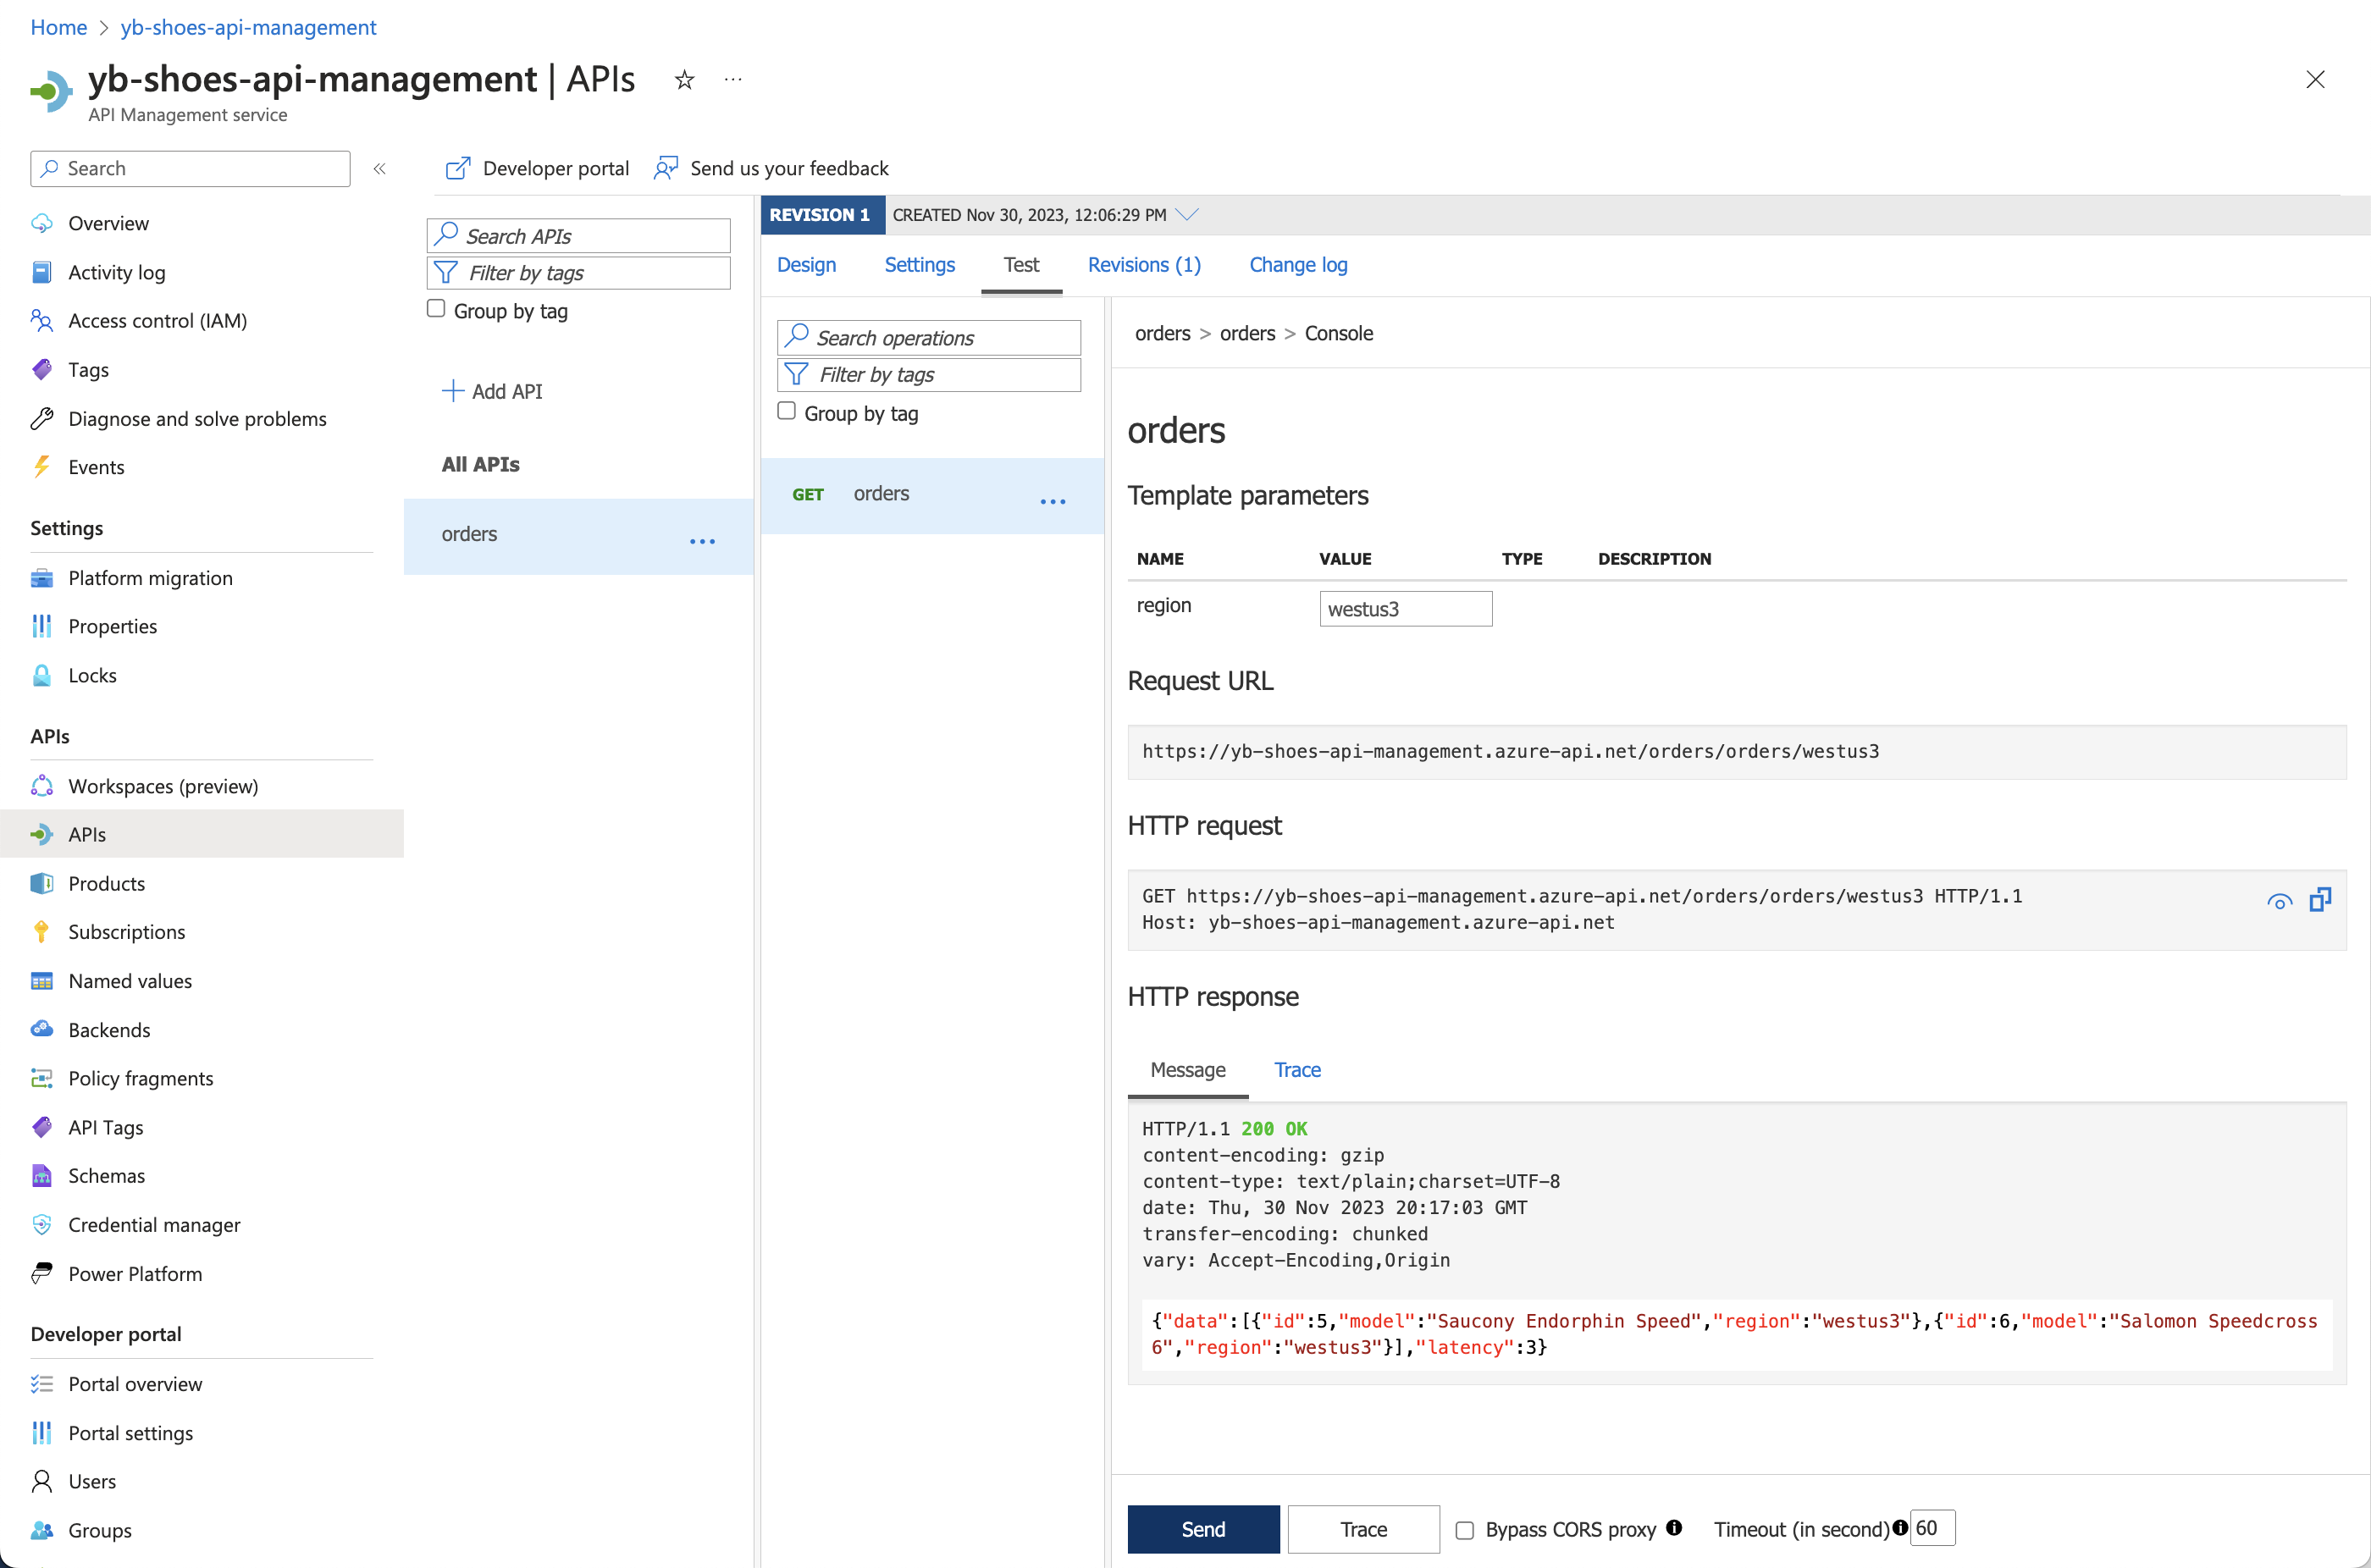 Home > yb-shoes-api-management
yb-shoes-api-management | APIs
API Management service
Search
Overview
Activity log
Access control (IAM)
Tags
Diagnose and solve problems
Events
Settings
Platform migration
Properties
Locks
APIs
Workspaces (preview)
APIs
Products
Subscriptions
Named values
Backends
Policy fragments
API Tags
Schemas
Credential manager
Power Platform
Developer portal
Portal overview
Portal settings
Users
Groups
Developer portal
Send us your feedback
Search APIs
Filter by tags
Group by tag
Add API
All APIs
orders
REVISION 1 CREATED Nov 30, 2023, 12:06:29 PM
Design Settings Test Revisions (1) Change log
Search operations
Filter by tags
Group by tag
GET orders
orders > orders > Console
orders
Template parameters
NAME VALUE TYPE DESCRIPTION
region westus3
Request URL
https://yb-shoes-api-management.azure-api.net/orders/orders/westus3
HTTP request
GET https://yb-shoes-api-management.azure-api.net/orders/orders/westus3 HTTP/1.1
Host: yb-shoes-api-management.azure-api.net
HTTP response
Message Trace
HTTP/1.1 200 OK
content-encoding: gzip
content-type: text/plain;charset=UTF-8
date: Thu, 30 Nov 2023 20:17:03 GMT
transfer-encoding: chunked
vary: Accept-Encoding,Origin
{"data":[{"id":5,"model":"Saucony Endorphin Speed","region":"westus3"},{"id":6,"model":"Salomon Speedcross
6","region":"westus3"}],"latency":3}
Send Trace Bypass CORS proxy Timeout (in second) 60